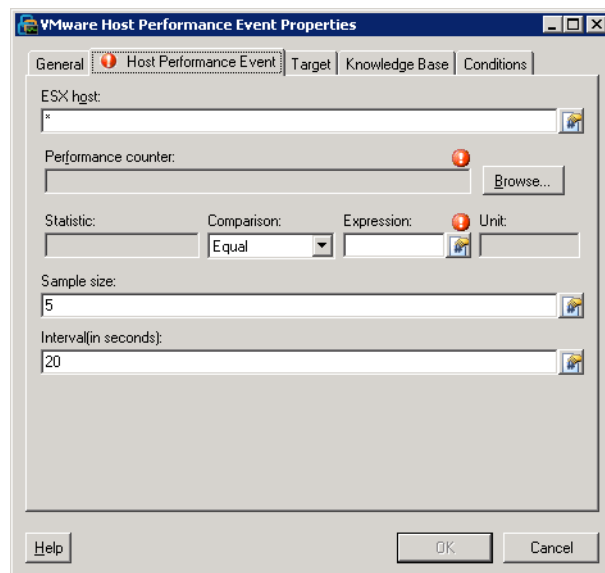 VMware Host Performance Event Properties
General Host Performance Event Target Knowledge Base Conditions
ESX host:
*
Performance counter:
Browse...
Statistic: Comparison: Expression: Unit:
Equal
Sample size:
5
Interval(in seconds):
20
Help OK Cancel